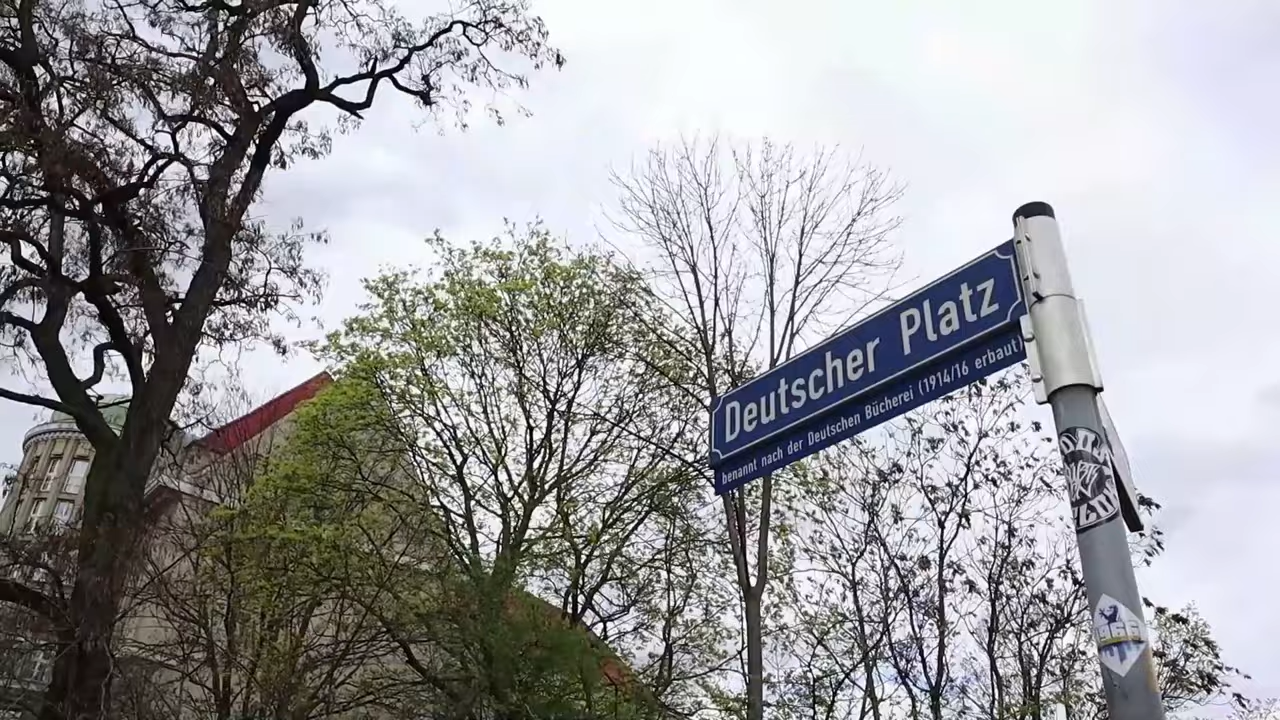 Deutscher Platz
benannt nach der Deutschen Bücherei (1914/16 erbaut)